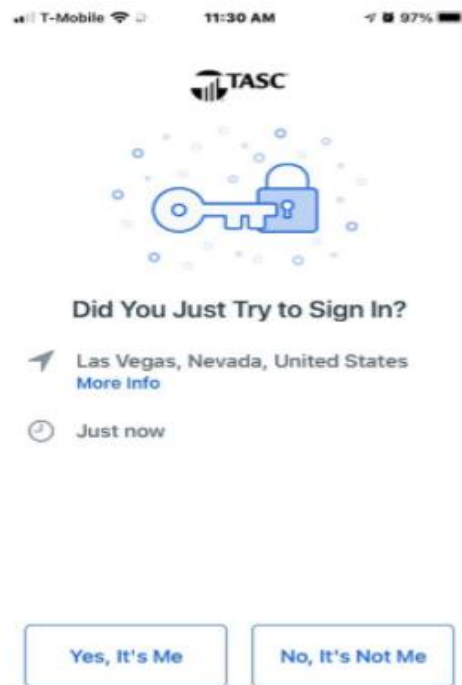 T-Mobile 11:30 AM 97%
TASC
Did You Just Try to Sign In?
Las Vegas, Nevada, United States
More Info
Just now
Yes, It's Me No, It's Not Me